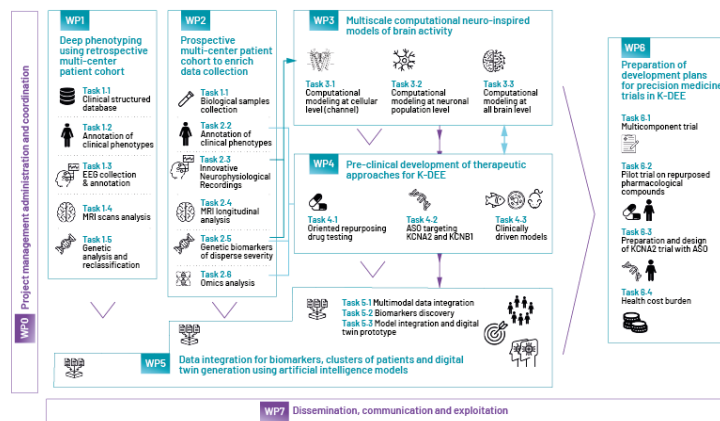 WP0 Project management administration and coordination
WP1
Deep phenotyping
using retrospective
multi-center
patient cohort
Task 1.1
Clinical structured
database
Task 1.2
Annotation of
clinical phenotypes
Task 1.3
EEG collection
& annotation
Task 1.4
MRI scans analysis
Task 1.5
Genetic
analysis and
reclassification
WP2
Prospective
multi-center patient
cohort to enrich
data collection
Task 1.1
Biological samples
collection
Task 2.2
Annotation of
clinical phenotypes
Task 2.3
Innovative
Neurophysiological
Recordings
Task 2.4
MRI longitudinal
analysis
Task 2.5
Genetic biomarkers
of disperse severity
Task 2.6
Omics analysis
WP3
Multiscale computational neuro-inspired
models of brain activity
Task 3.1
Computational
modeling at cellular
level (channel)
Task 3.2
Computational
modeling at neuronal
population level
Task 3.3
Computational
modeling at
all brain level
WP4
Pre-clinical development of therapeutic
approaches for K-DEE
Task 4.1
Oriented repurposing
drug testing
Task 4.2
ASO targeting
KCNA2 and KCNB1
Task 4.3
Clinically
driven models
Task 5.1 Multimodal data integration
Task 5.2 Biomarkers discovery
Task 5.3 Model integration and digital
twin prototype
WP5
Data integration for biomarkers, clusters of patients and digital
twin generation using artificial intelligence models
WP6
Preparation of
development plans
for precision medicine
trials in K-DEE
Task 6.1
Multicomponent trial
Task 6.2
Pilot trial on repurposed
pharmacological
compounds
Task 6.3
Preparation and design
of KCNA2 trial with ASO
Task 6.4
Health cost burden
WP7 Dissemination, communication and exploitation